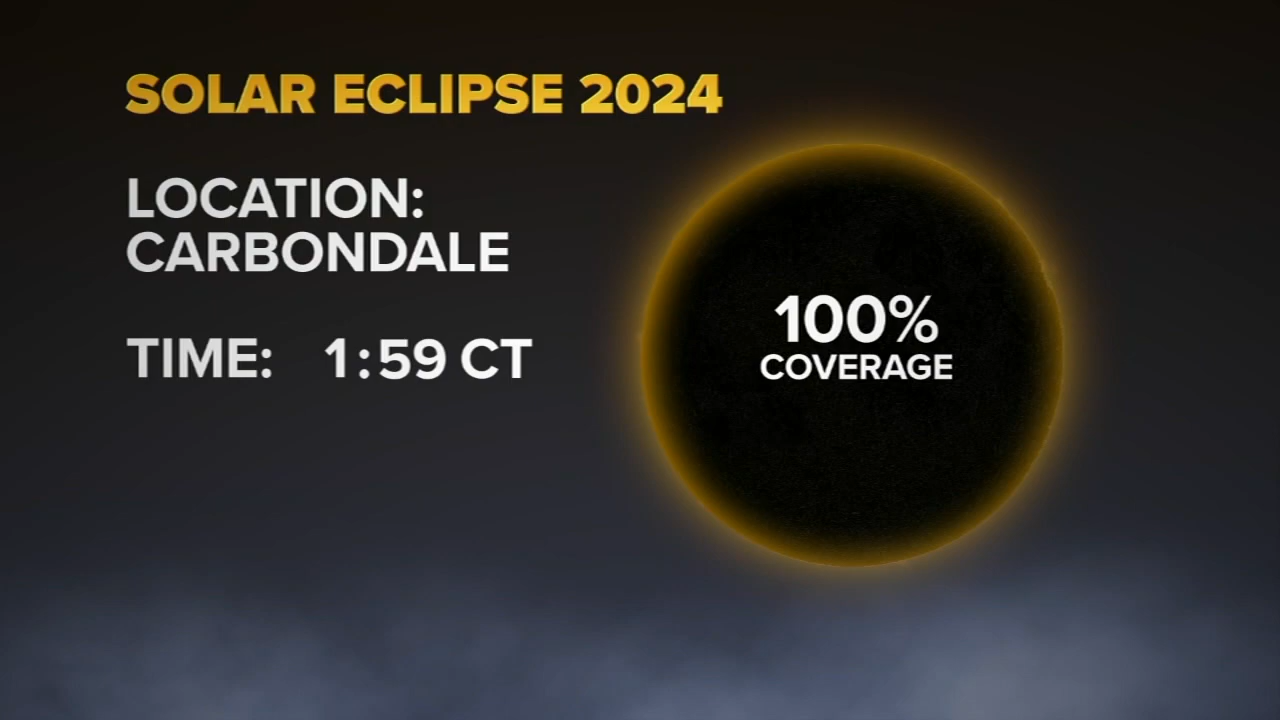 SOLAR ECLIPSE 2024
LOCATION:
CARBONDALE
TIME: 1:59 CT
100%
COVERAGE